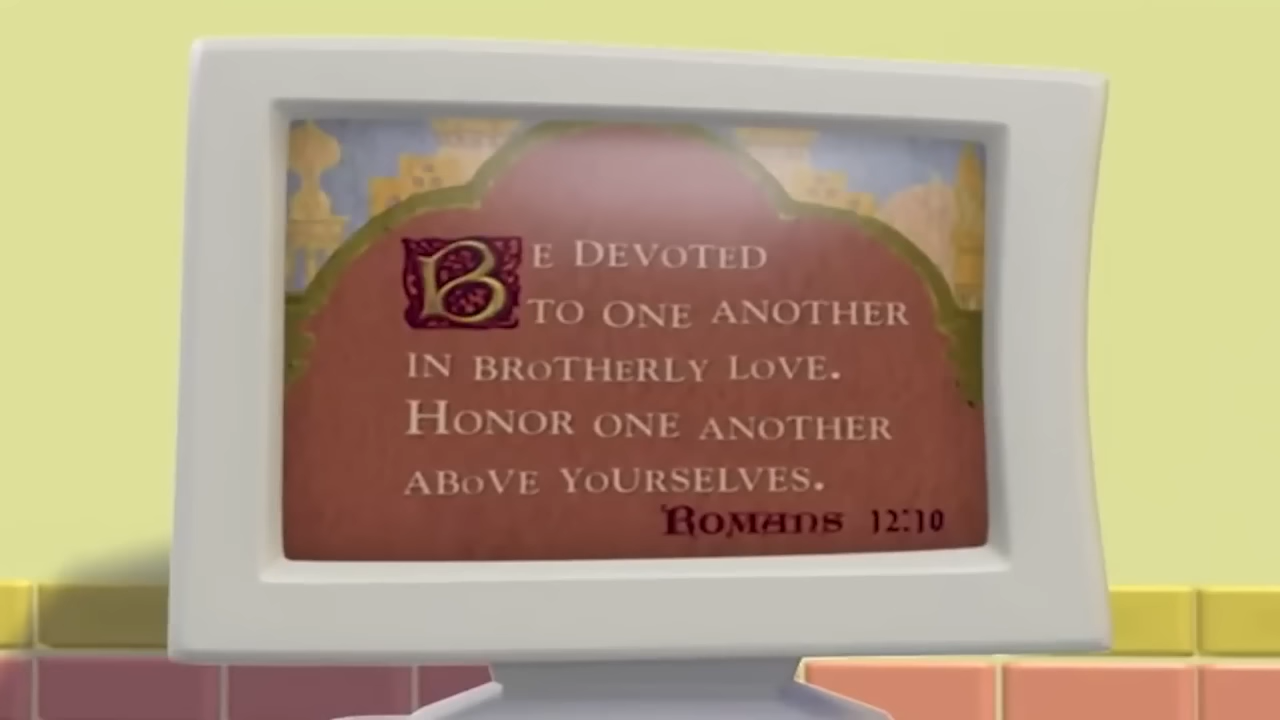 Be Devoted
to one another
in brotherly love.
Honor one another
above yourselves.
Romans 12:10